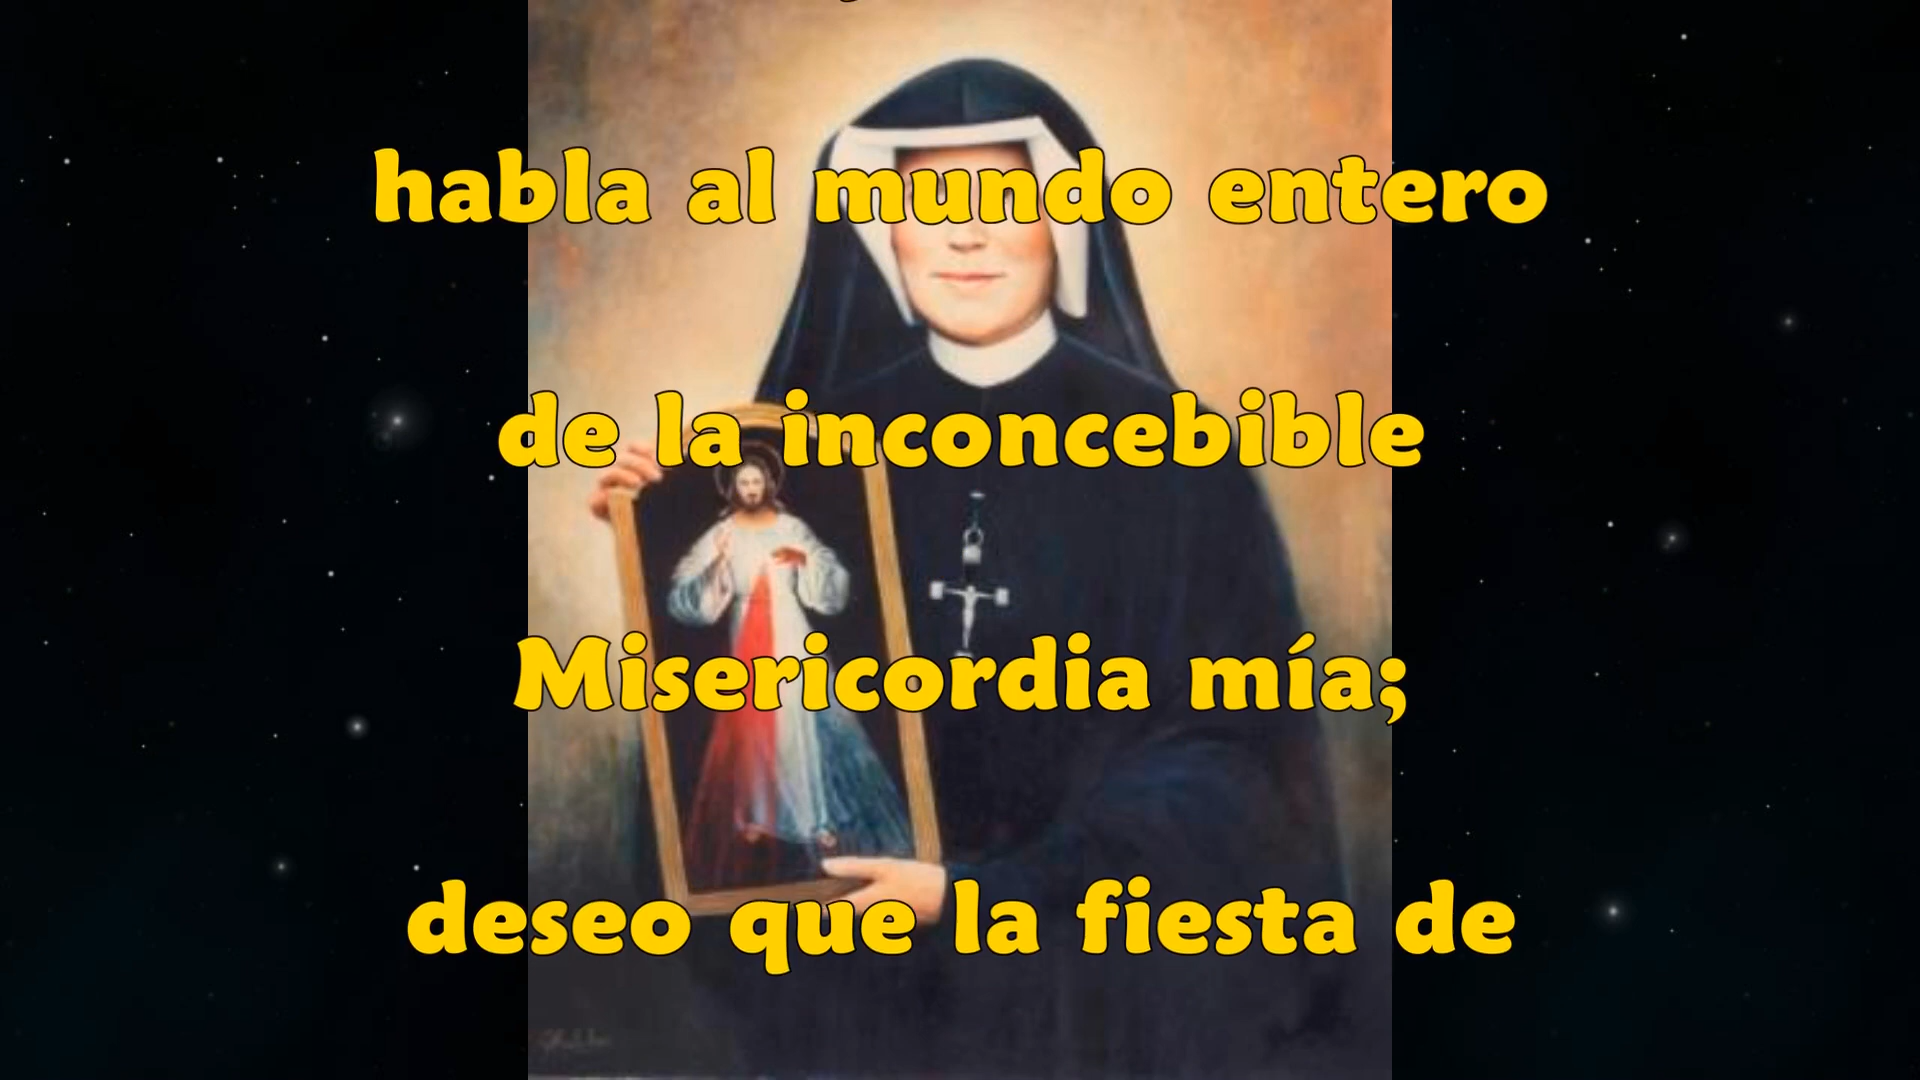 habla al mundo entero
de la inconcebible
Misericordia mía;
deseo que la fiesta de